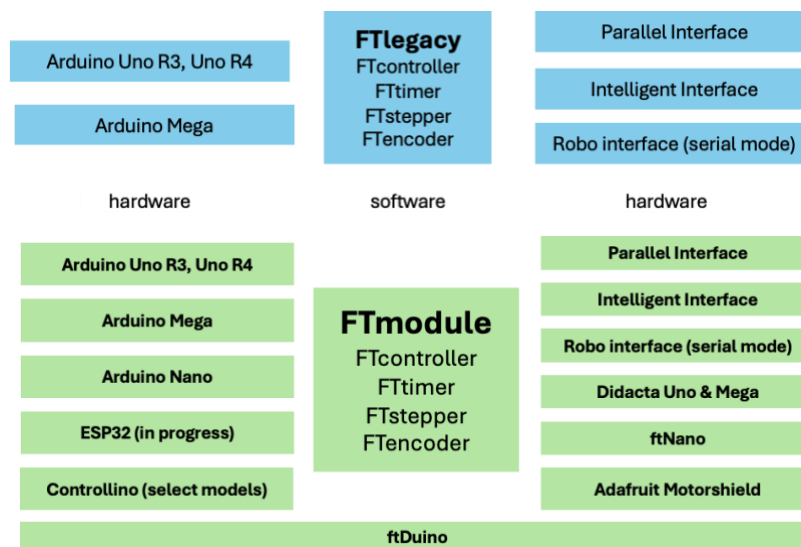 Arduino Uno R3, Uno R4
Arduino Mega
FTlegacy
FTcontroller
FTtimer
FTstepper
FTencoder
Parallel Interface
Intelligent Interface
Robo interface (serial mode)
hardware
software
hardware
Arduino Uno R3, Uno R4
Arduino Mega
Arduino Nano
ESP32 (in progress)
Controllino (select models)
FTmodule
FTcontroller
FTtimer
FTstepper
FTencoder
Parallel Interface
Intelligent Interface
Robo interface (serial mode)
Didacta Uno & Mega
ftNano
Adafruit Motorshield
ftDuino